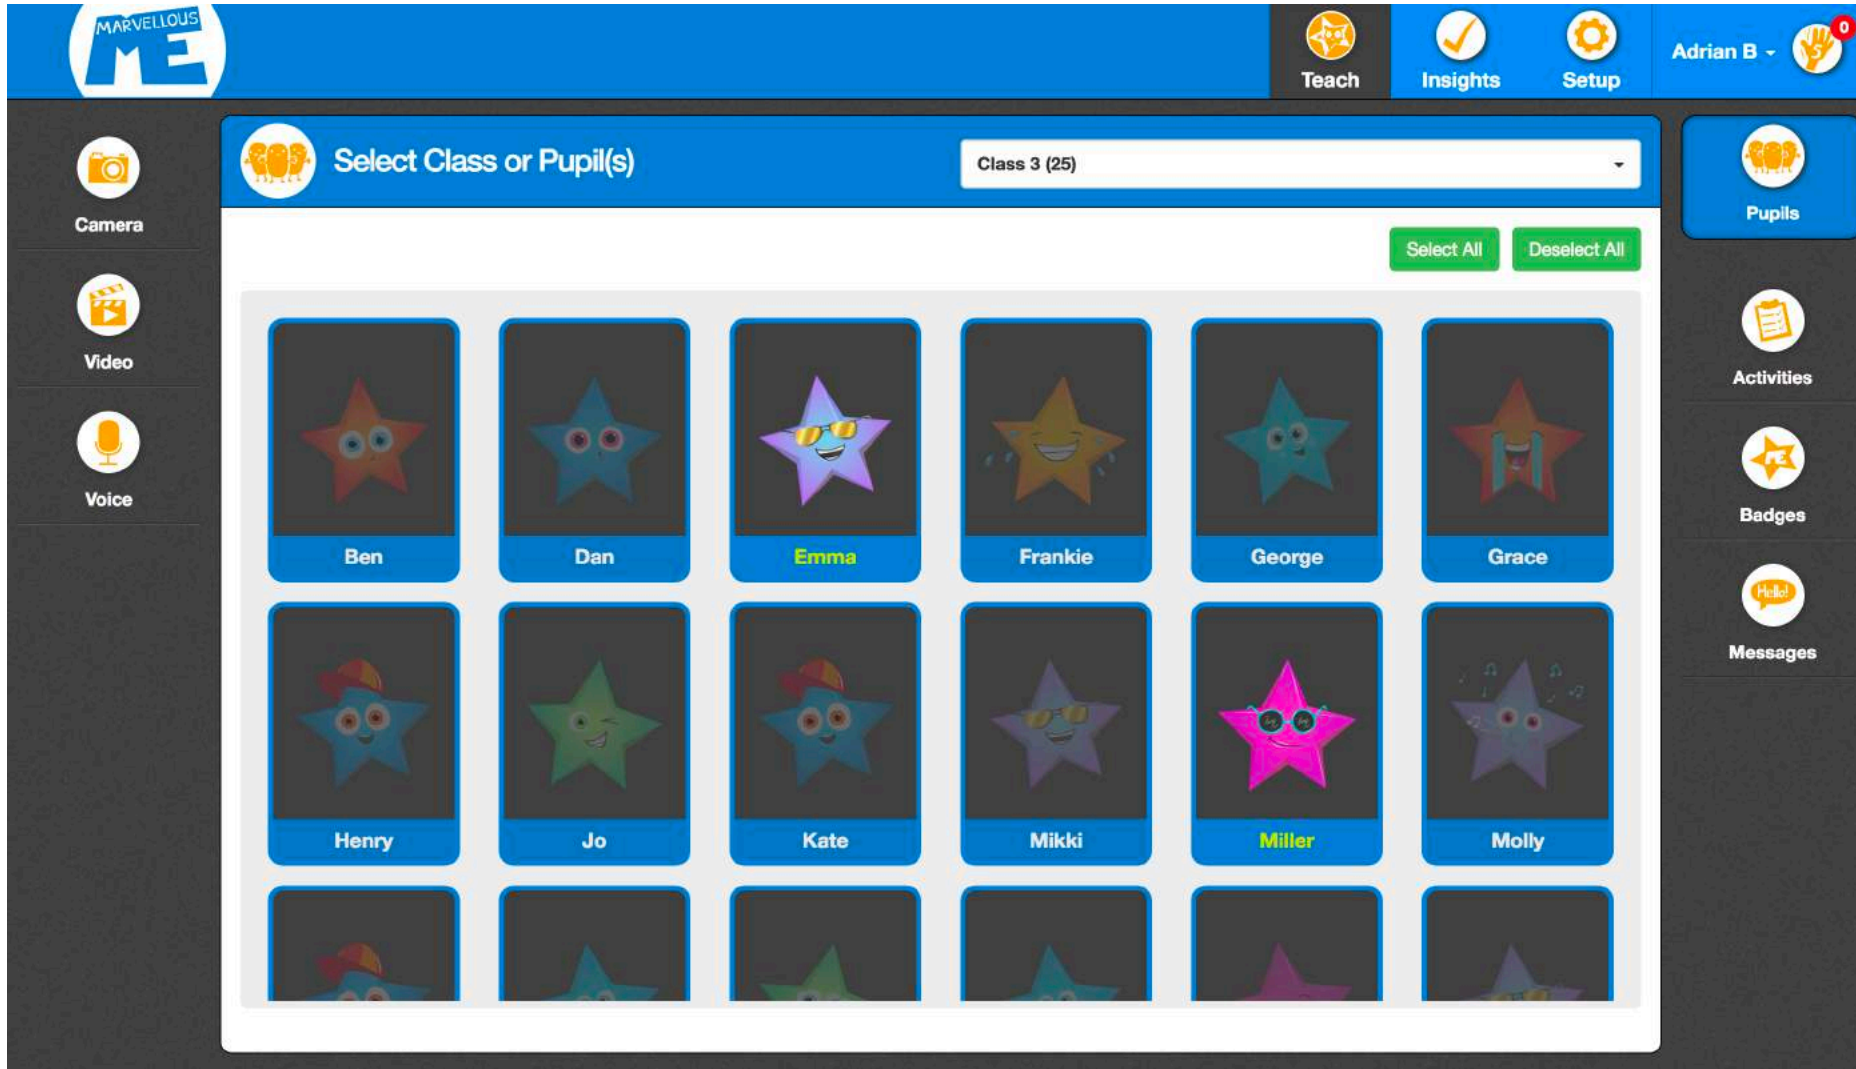 MARVELLOUS
ME
Teach
Insights
Setup
Adrian B
5
0
Camera
Video
Voice
Select Class or Pupil(s)
Class 3 (25)
Select All
Deselect All
Ben
Dan
Emma
Frankie
George
Grace
Henry
Jo
Kate
Mikki
Miller
Molly
Pupils
Activities
ME
Badges
Hello!
Messages